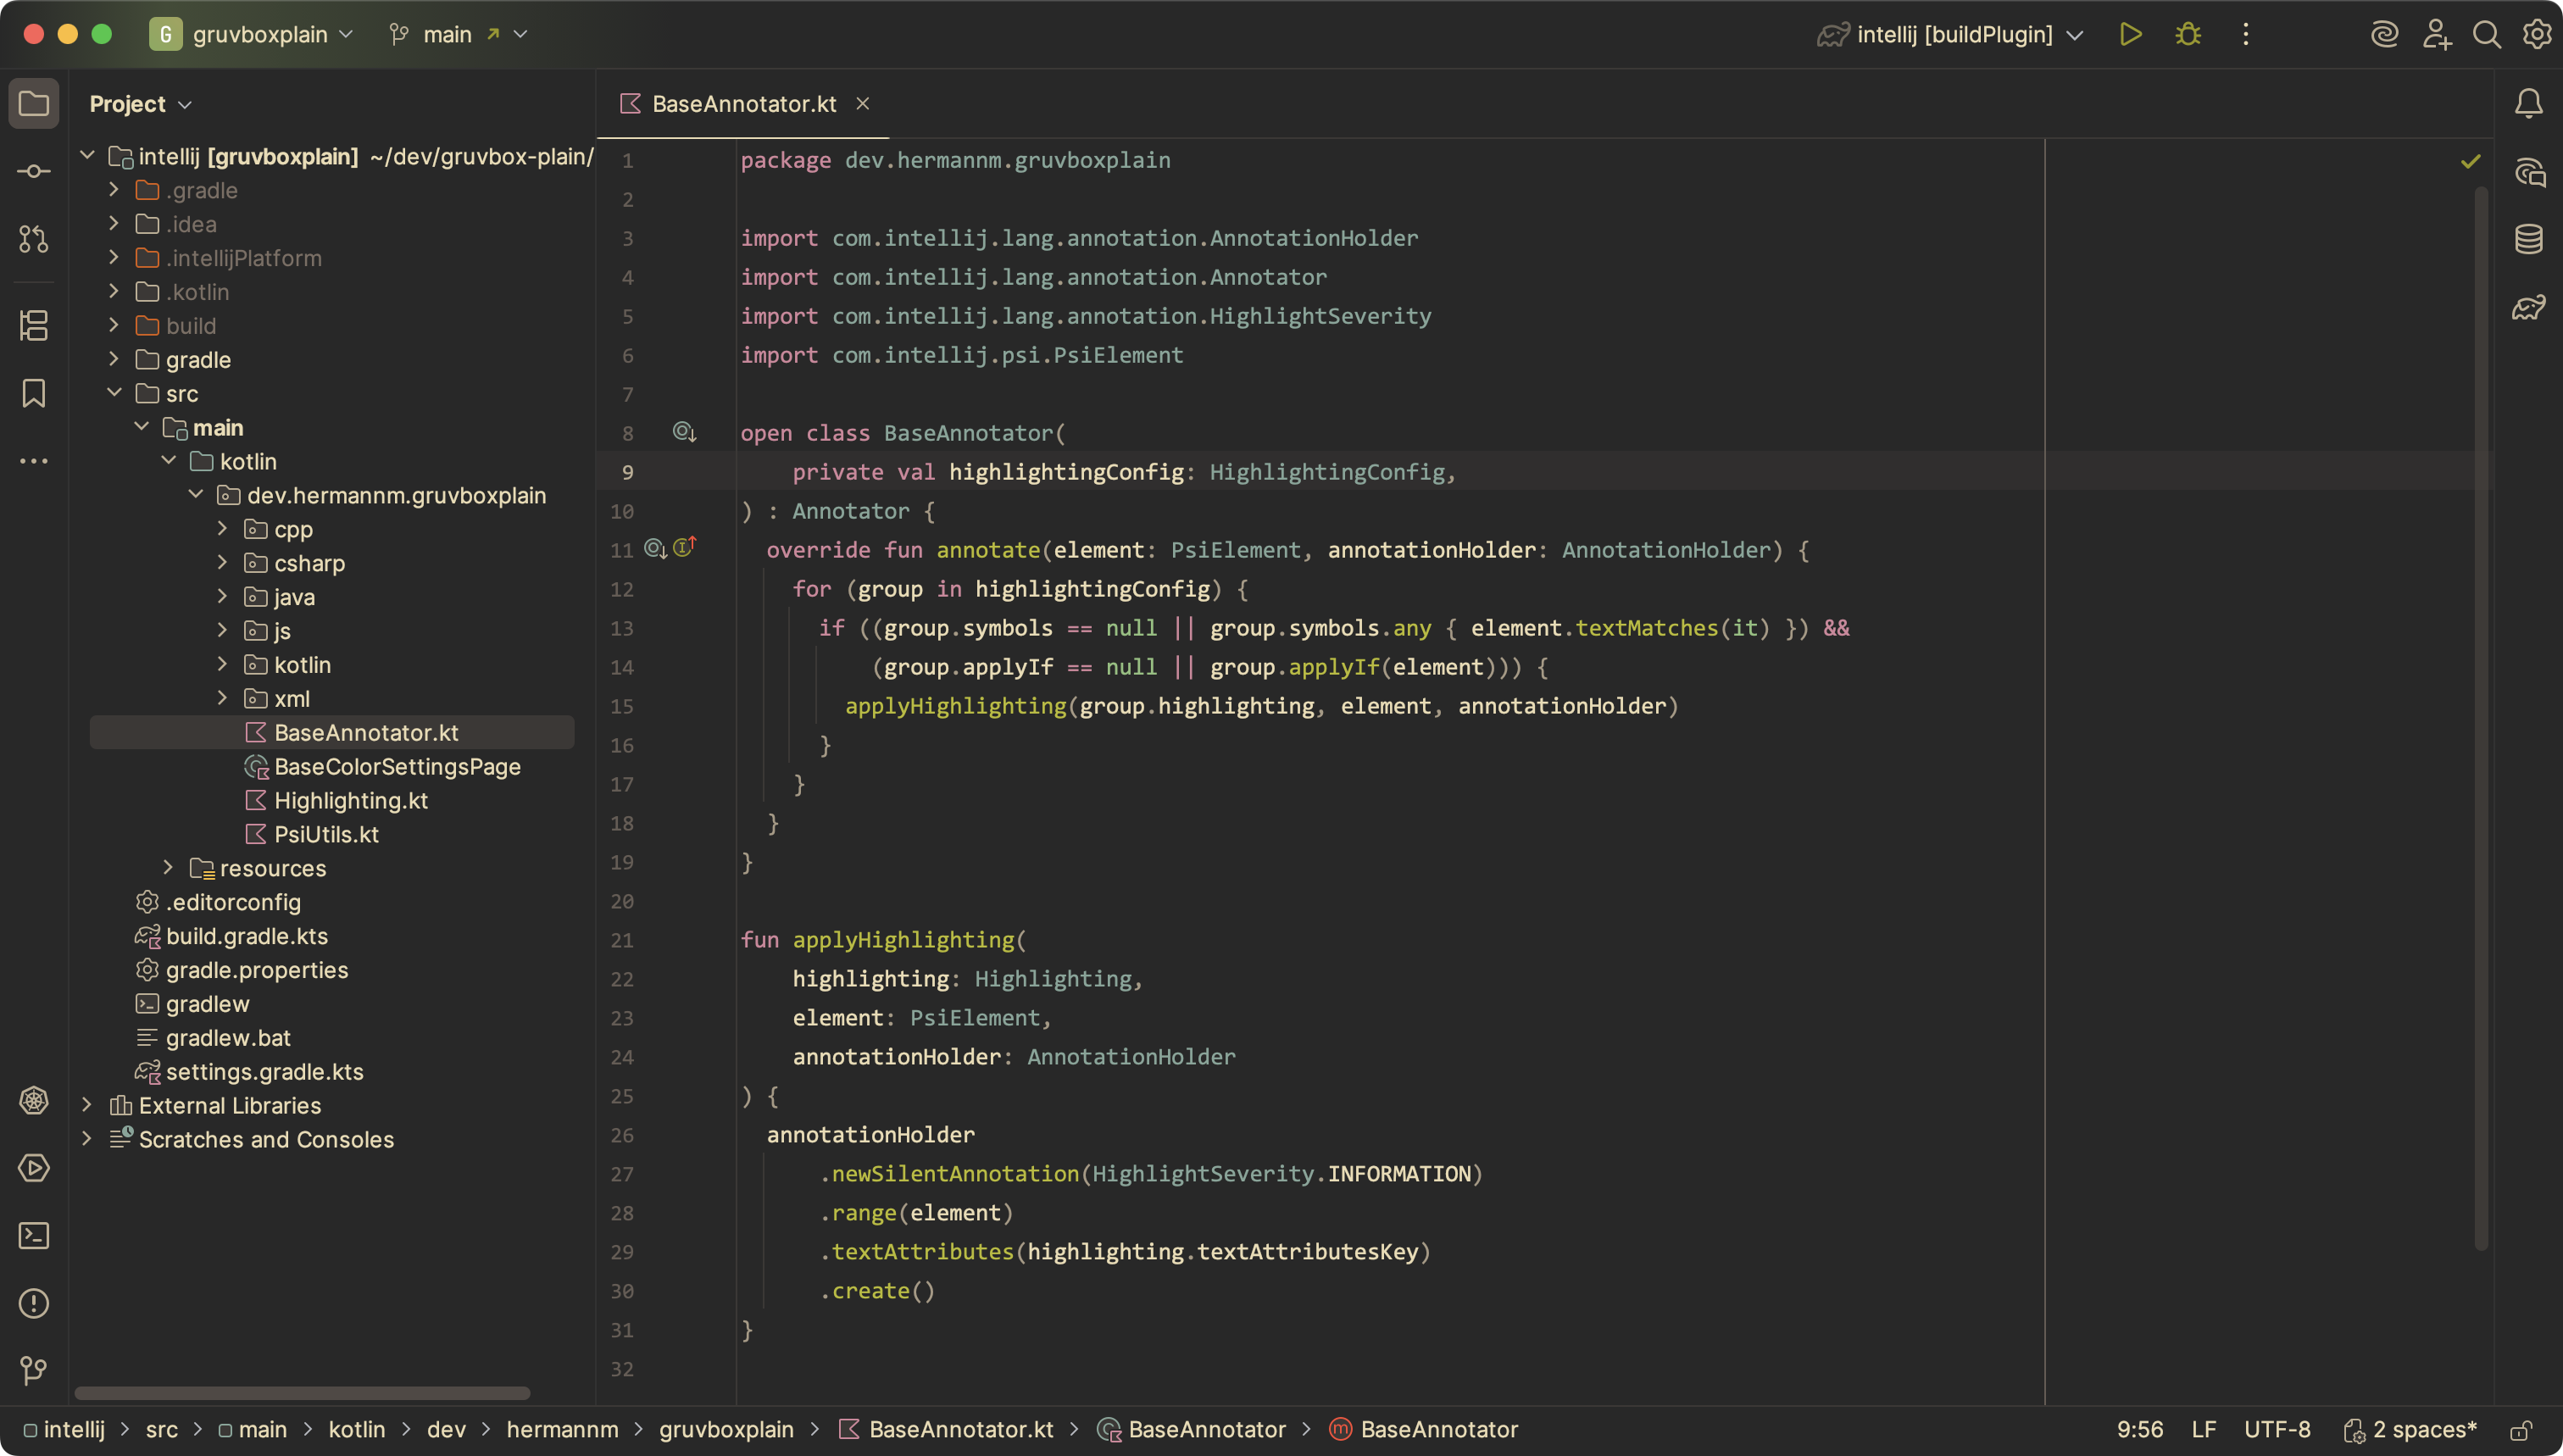 G gruvboxplain main intellij [buildPlugin]
Project
intellij [gruvboxplain] ~/dev/gruvbox-plain/
.gradle
.idea
.intellijPlatform
.kotlin
build
gradle
src
main
kotlin
dev.hermannm.gruvboxplain
cpp
csharp
java
js
kotlin
xml
BaseAnnotator.kt
BaseColorSettingsPage
Highlighting.kt
PsiUtils.kt
resources
.editorconfig
build.gradle.kts
gradle.properties
gradlew
gradlew.bat
settings.gradle.kts
External Libraries
Scratches and Consoles
BaseAnnotator.kt
1 package dev.hermannm.gruvboxplain
2
3 import com.intellij.lang.annotation.AnnotationHolder
4 import com.intellij.lang.annotation.Annotator
5 import com.intellij.lang.annotation.HighlightSeverity
6 import com.intellij.psi.PsiElement
7
8 open class BaseAnnotator(
9     private val highlightingConfig: HighlightingConfig,
10 ) : Annotator {
11   override fun annotate(element: PsiElement, annotationHolder: AnnotationHolder) {
12     for (group in highlightingConfig) {
13       if ((group.symbols == null || group.symbols.any { element.textMatches(it) }) &&
14           (group.applyIf == null || group.applyIf(element))) {
15         applyHighlighting(group.highlighting, element, annotationHolder)
16       }
17     }
18   }
19 }
20
21 fun applyHighlighting(
22     highlighting: Highlighting,
23     element: PsiElement,
24     annotationHolder: AnnotationHolder
25 ) {
26   annotationHolder
27       .newSilentAnnotation(HighlightSeverity.INFORMATION)
28       .range(element)
29       .textAttributes(highlighting.textAttributesKey)
30       .create()
31 }
32
intellij > src > main > kotlin > dev > hermannm > gruvboxplain > BaseAnnotator.kt > BaseAnnotator > m BaseAnnotator 9:56 LF UTF-8 2 spaces*